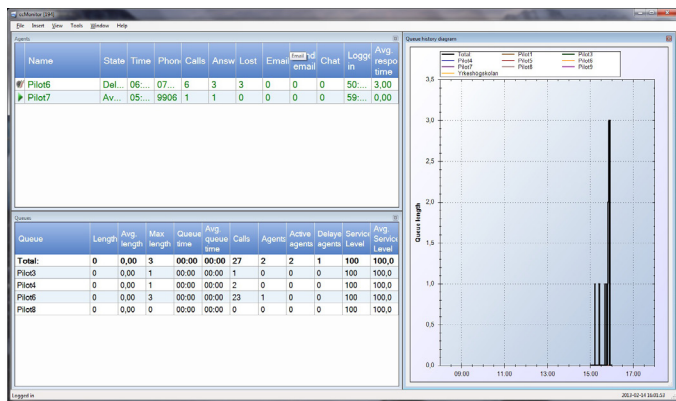 File Insert View Tools Window Help
Agents
Name State Time Phon Calls Answ Lost Email Email nd email Chat Logge in Avg. respo time
Pilot6 Del... 06:... 07... 6 3 3 0 0 0 50:... 3,00
Pilot7 Av... 05:... 9906 1 1 0 0 0 0 59:... 0,00
Queues
Queue Length Avg. length Max length Queue time Avg. queue time Calls Agents Active agents Delaye agents Service Level Avg. Service Level
Total: 0 0,00 3 00:00 00:00 27 2 2 1 100 100,0
Pilot3 0 0,00 1 00:00 00:00 1 0 0 0 100 100,0
Pilot4 0 0,00 1 00:00 00:00 2 0 0 0 100 100,0
Pilot6 0 0,00 3 00:00 00:00 23 1 0 0 100 100,0
Pilot8 0 0,00 0 00:00 00:00 0 0 0 0 100 100,0
Queue history diagram
Total Pilot1 Pilot3
Pilot4 Pilot5 Pilot6
Pilot7 Pilot8 Pilot9
Yrkeshögskolan
3,5
3,0
2,5
2,0
1,5
1,0
0,5
0,0
Queue length
09:00 11:00 13:00 15:00 17:00
Logged in
2013-02-14 16:01:53